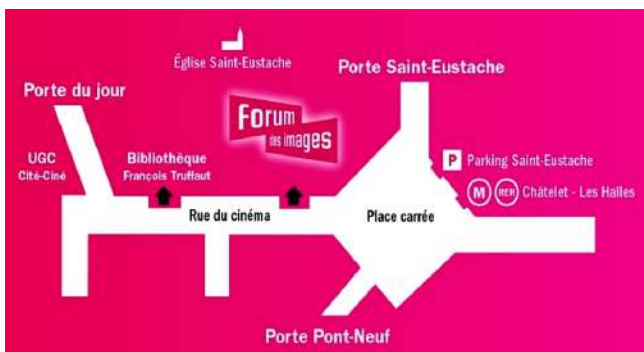 Église Saint-Eustache
Porte Saint-Eustache
Porte du jour
Forum
des images
UGC
Cité-Ciné
Bibliothèque
François Truffaut
P Parking Saint-Eustache
M RER Châtelet - Les Halles
Rue du cinéma
Place carrée
Porte Pont-Neuf